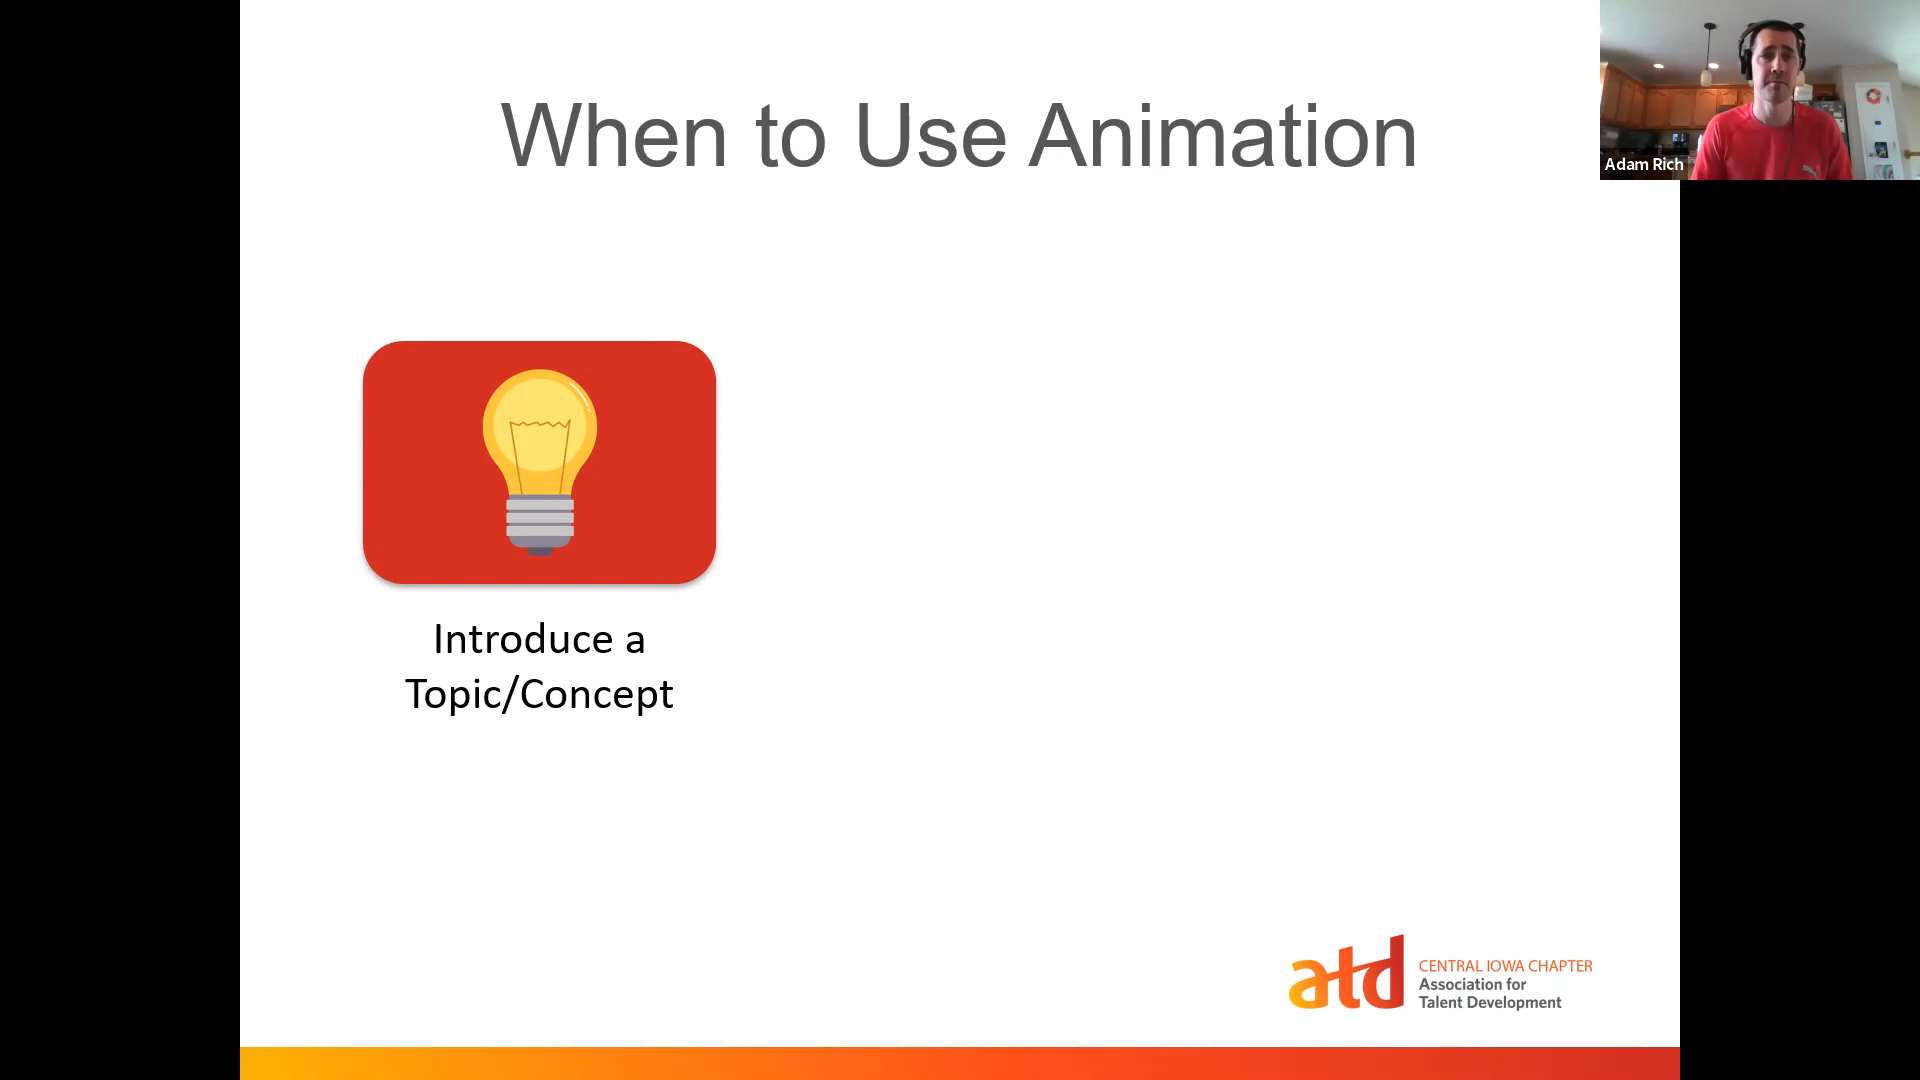 When to Use Animation
Adam Rich
Introduce a
Topic/Concept
atd
CENTRAL IOWA CHAPTER
Association for
Talent Development